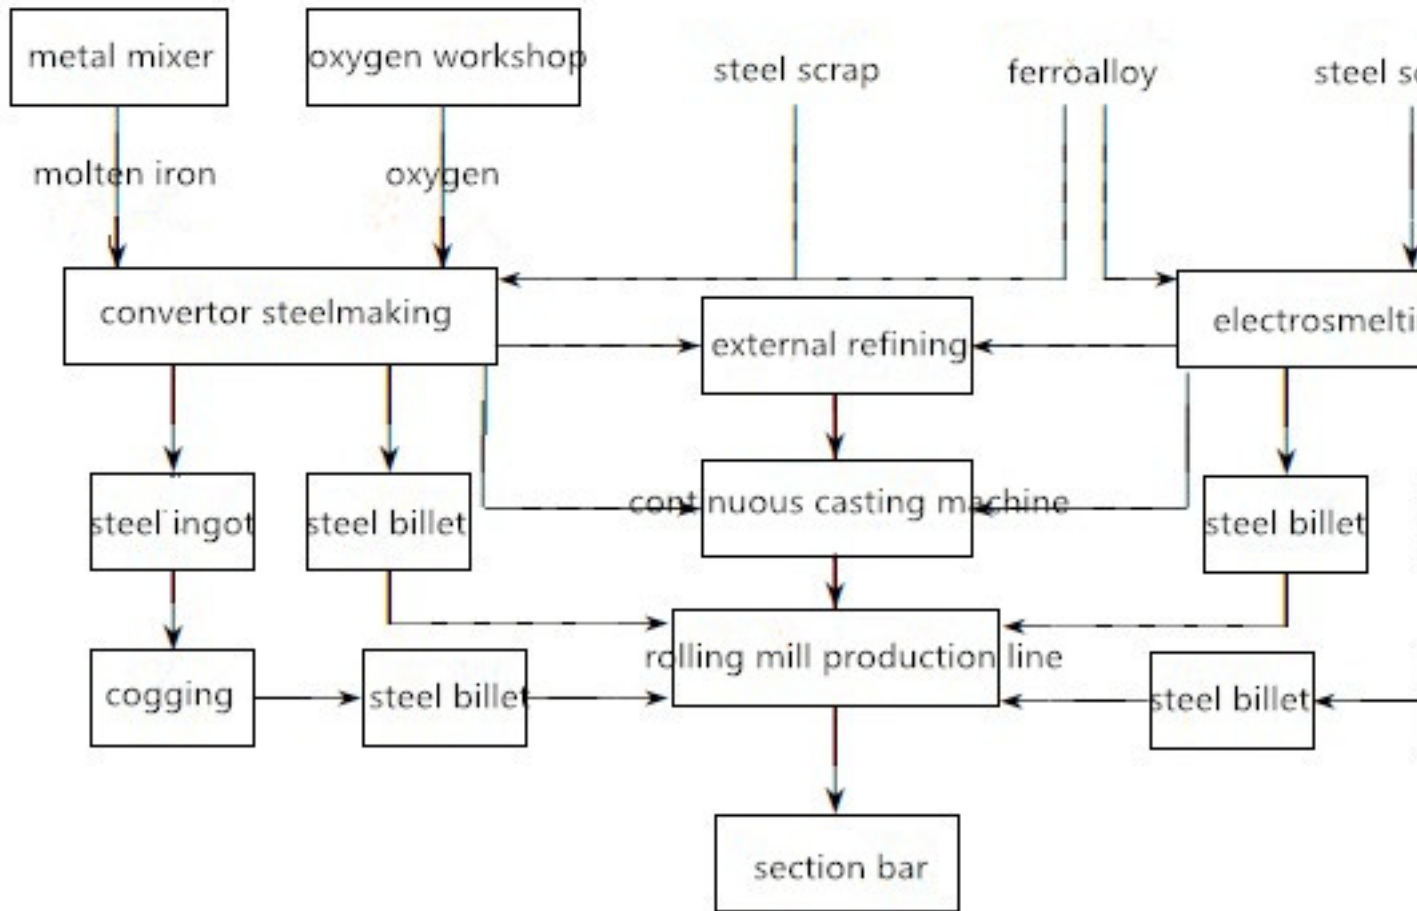 metal mixer
oxygen workshop
steel scrap
ferroalloy
steel
molten iron
oxygen
convertor steelmaking
external refining
continuous casting machine
steel ingot
steel billet
steel billet
rolling mill production line
cogging
steel billet
steel billet
section bar